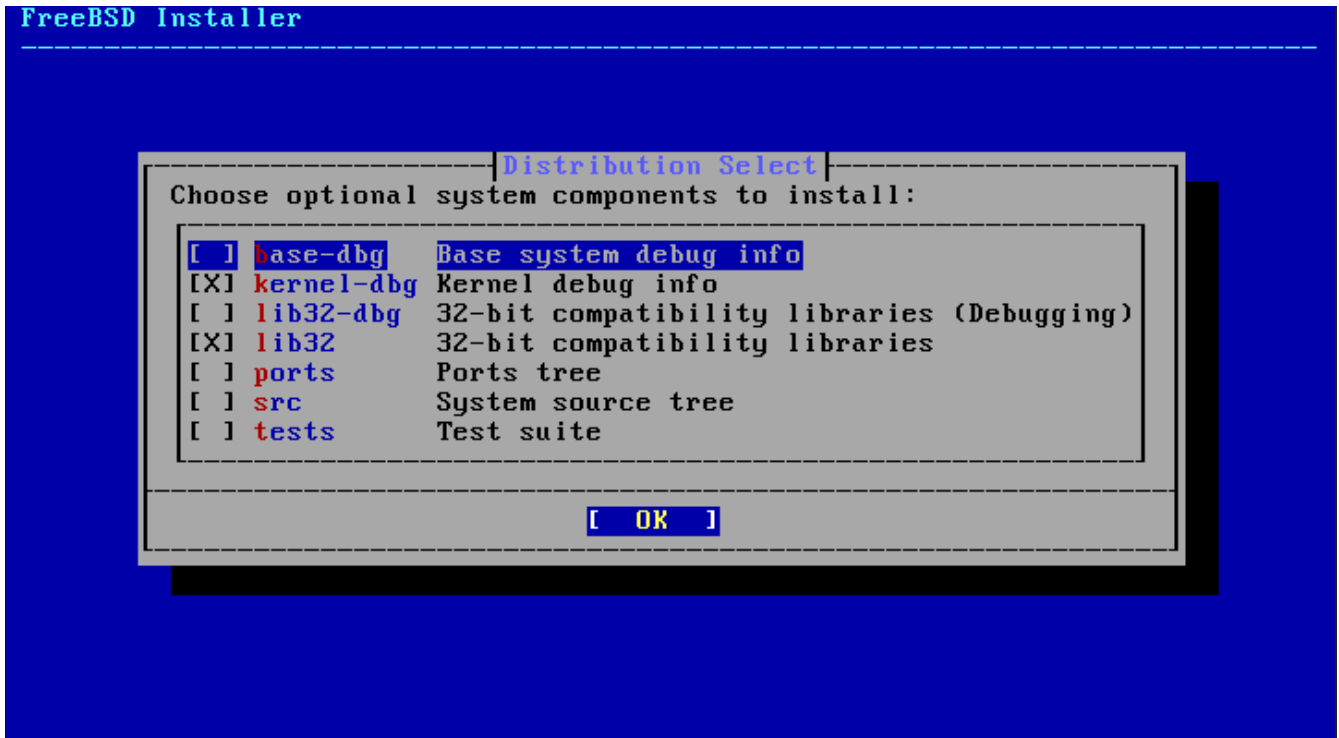 FreeBSD Installer
Distribution Select
Choose optional system components to install:
[ ] base-dbg Base system debug info
[X] kernel-dbg Kernel debug info
[ ] lib32-dbg 32-bit compatibility libraries (Debugging)
[X] lib32 32-bit compatibility libraries
[ ] ports Ports tree
[ ] src System source tree
[ ] tests Test suite
[ OK ]